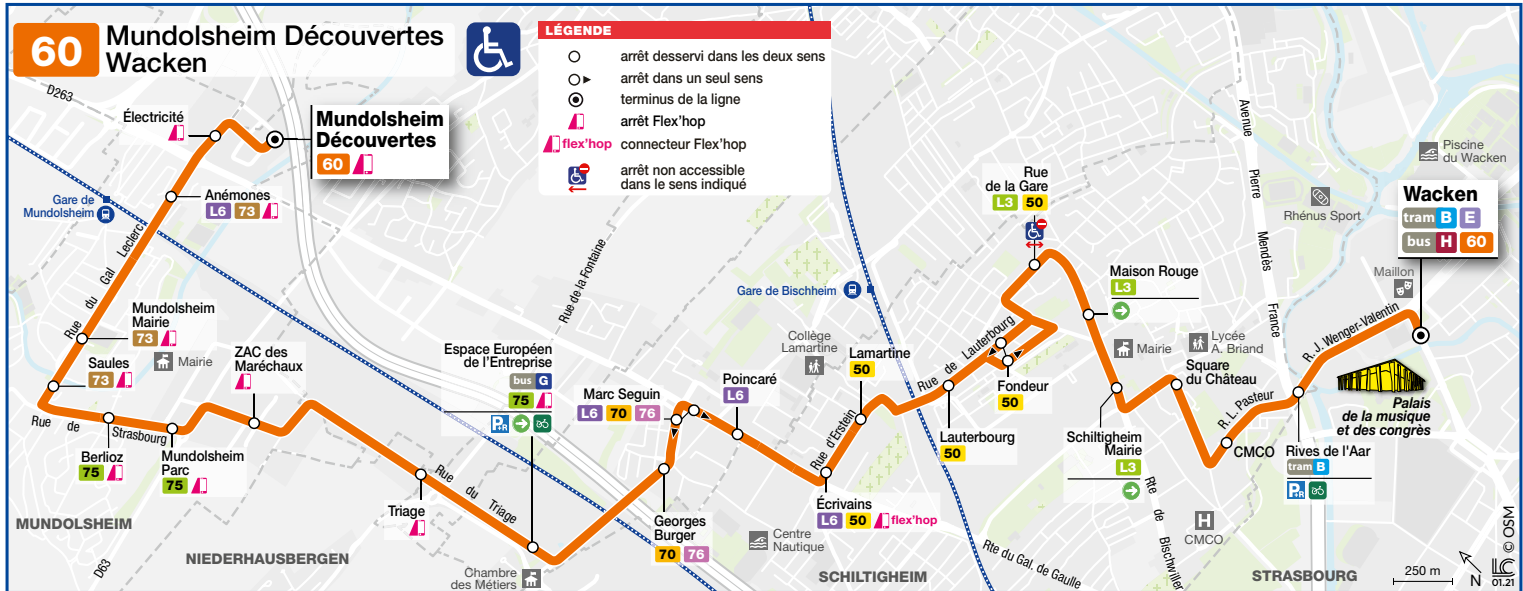 60
Mundolsheim Découvertes
Wacken
LÉGENDE
arrêt desservi dans les deux sens
arrêt dans un seul sens
terminus de la ligne
arrêt Flex'hop
flex'hop connecteur Flex'hop
arrêt non accessible
dans le sens indiqué
D263
Électricité
Mundolsheim
Découvertes
60
Gare de
Mundolsheim
Anémones
L6 73
Rue du Gal Leclerc
Mundolsheim
Mairie
73
Saules
73
Mairie
ZAC des
Maréchaux
Rue de Strasbourg
Berlioz
75
Mundolsheim
Parc
75
MUNDOLSHEIM
NIEDERHAUSBERGEN
D63
Triage
Rue du Triage
Rue de la Fontaine
Espace Européen
de l'Entreprise
bus G
75
P+R
Chambre
des Métiers
Marc Seguin
L6 70 76
Georges
Burger
70 76
Poincaré
L6
Centre
Nautique
Collège
Lamartine
Gare de Bischheim
Rue d'Erstein
Écrivains
L6 50 flex'hop
Lamartine
50
SCHILTIGHEIM
Rue de Lauterbourg
Lauterbourg
50
Fondeur
50
Rue
de la Gare
L3 50
Maison Rouge
L3
Mairie
Schiltigheim
Mairie
L3
Rte du Gal. de Gaulle
Rte de Bischwiller
Lycée
A. Briand
Square
du Château
CMCO
H
CMCO
R. L. Pasteur
Rives de l'Aar
tram B
P+R
Avenue Pierre Mendès France
R. J. Wenger-Valentin
Rhénus Sport
Piscine
du Wacken
Wacken
tram B E
bus H 60
Maillon
Palais
de la musique
et des congrès
STRASBOURG
250 m
N
© OSM
01.21